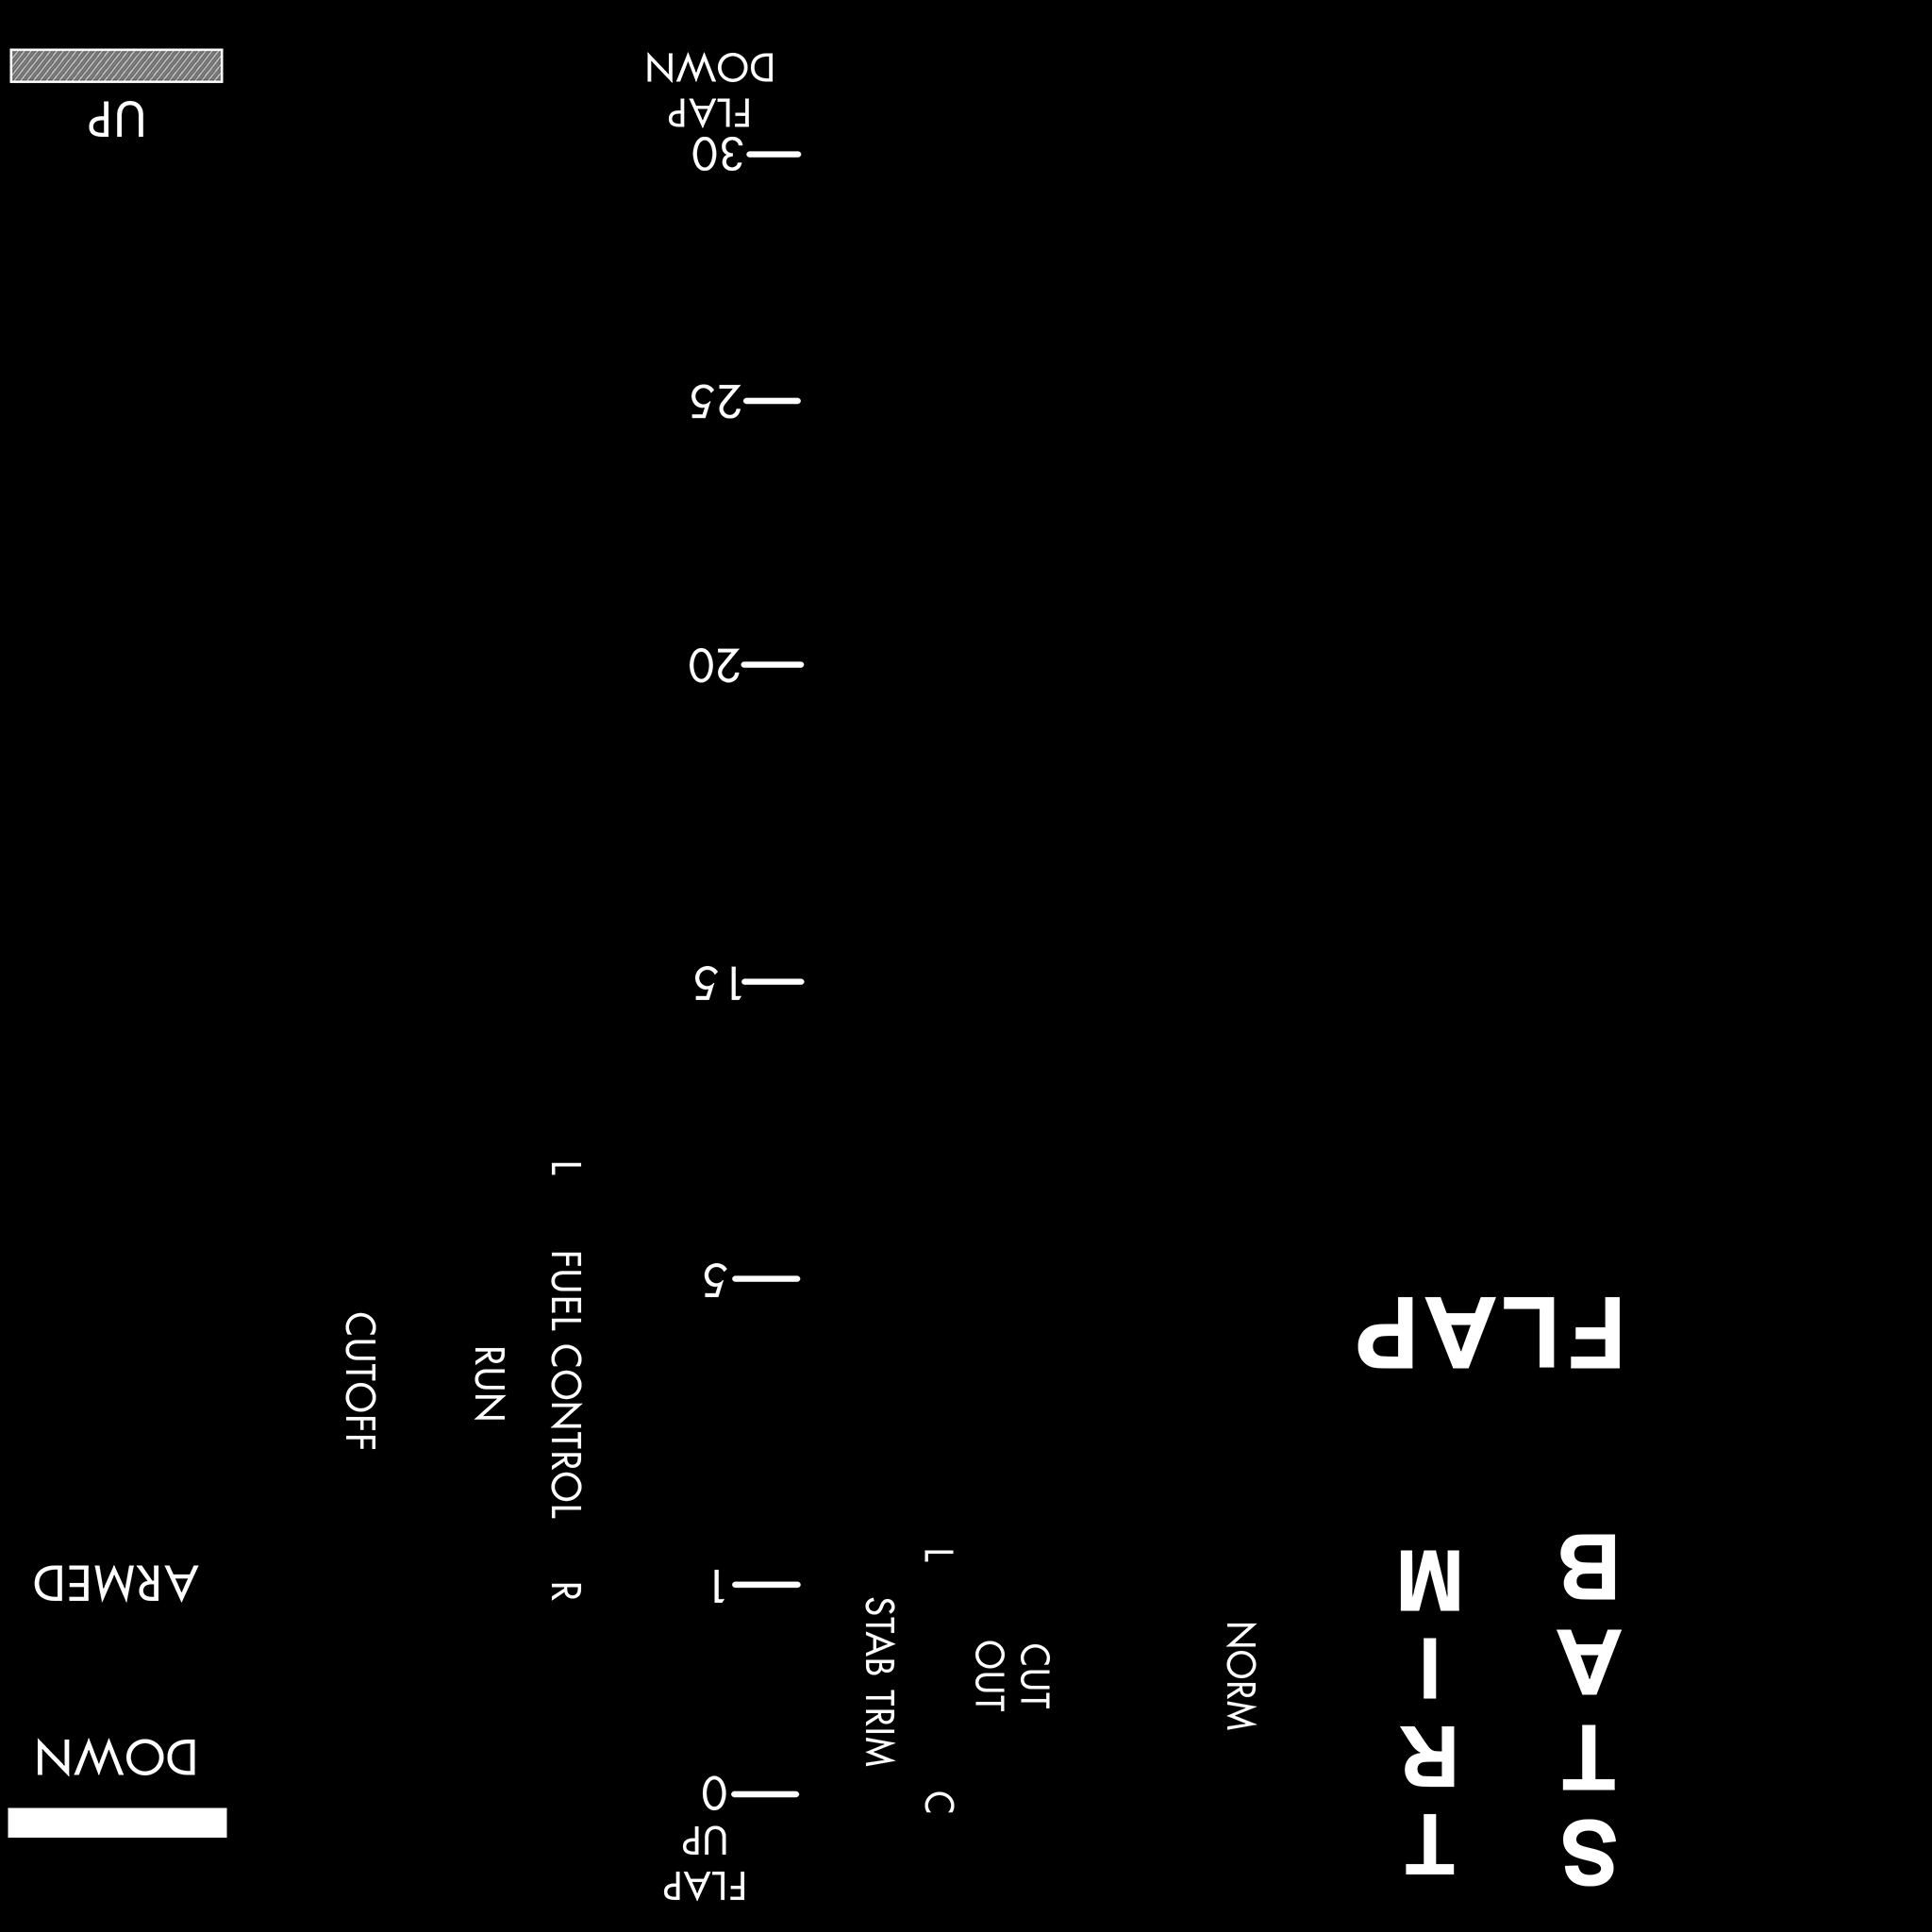 FLAP
UP
0
1
5
15
20
25
30
FLAP
DOWN
DOWN
ARMED
UP
L FUEL CONTROL R
RUN
CUTOFF
NORM
CUT
OUT
L C
STAB TRIM
STAB
TRIM
FLAP